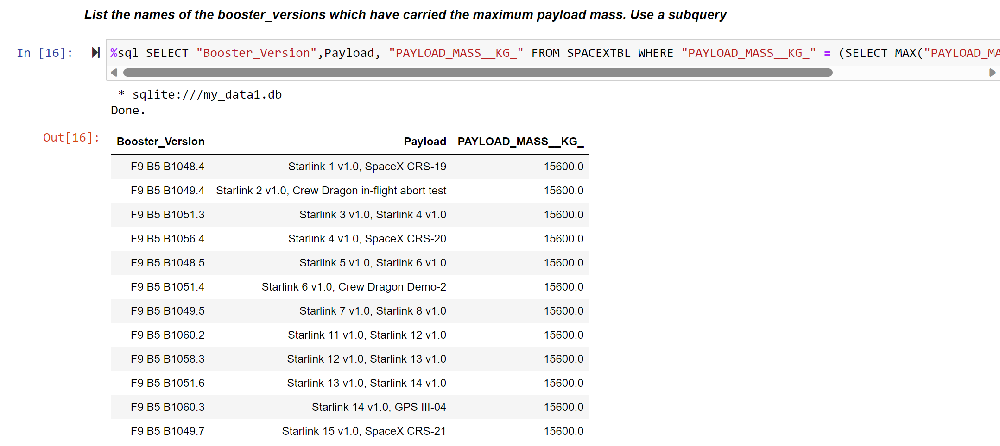 List the names of the booster_versions which have carried the maximum payload mass. Use a subquery
In [16]: %sql SELECT "Booster_Version",Payload, "PAYLOAD_MASS__KG_" FROM SPACEXTBL WHERE "PAYLOAD_MASS__KG_" = (SELECT MAX("PAYLOAD_MA
* sqlite:///my_data1.db
Done.
Out[16]:
Booster_Version Payload PAYLOAD_MASS__KG_
F9 B5 B1048.4 Starlink 1 v1.0, SpaceX CRS-19 15600.0
F9 B5 B1049.4 Starlink 2 v1.0, Crew Dragon in-flight abort test 15600.0
F9 B5 B1051.3 Starlink 3 v1.0, Starlink 4 v1.0 15600.0
F9 B5 B1056.4 Starlink 4 v1.0, SpaceX CRS-20 15600.0
F9 B5 B1048.5 Starlink 5 v1.0, Starlink 6 v1.0 15600.0
F9 B5 B1051.4 Starlink 6 v1.0, Crew Dragon Demo-2 15600.0
F9 B5 B1049.5 Starlink 7 v1.0, Starlink 8 v1.0 15600.0
F9 B5 B1060.2 Starlink 11 v1.0, Starlink 12 v1.0 15600.0
F9 B5 B1058.3 Starlink 12 v1.0, Starlink 13 v1.0 15600.0
F9 B5 B1051.6 Starlink 13 v1.0, Starlink 14 v1.0 15600.0
F9 B5 B1060.3 Starlink 14 v1.0, GPS III-04 15600.0
F9 B5 B1049.7 Starlink 15 v1.0, SpaceX CRS-21 15600.0